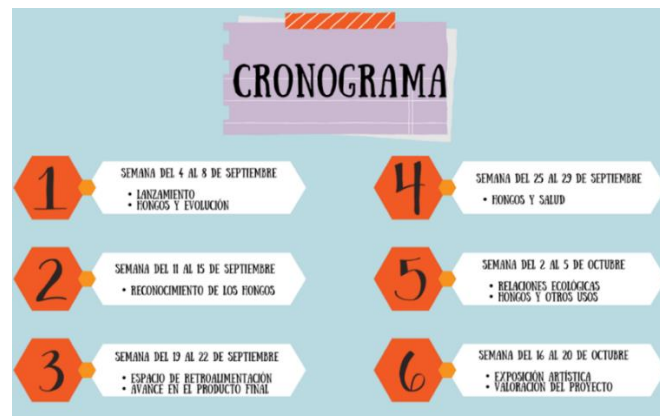 CRONOGRAMA
1
SEMANA DEL 4 AL 8 DE SEPTIEMBRE
• LANZAMIENTO
• HONGOS Y EVOLUCIÓN
2
SEMANA DEL 11 AL 15 DE SEPTIEMBRE
• RECONOCIMIENTO DE LOS HONGOS
3
SEMANA DEL 19 AL 22 DE SEPTIEMBRE
• ESPACIO DE RETROALIMENTACIÓN
• AVANCE EN EL PRODUCTO FINAL
4
SEMANA DEL 25 AL 29 DE SEPTIEMBRE
• HONGOS Y SALUD
5
SEMANA DEL 2 AL 5 DE OCTUBRE
• RELACIONES ECOLÓGICAS
• HONGOS Y OTROS USOS
6
SEMANA DEL 16 AL 20 DE OCTUBRE
• EXPOSICIÓN ARTÍSTICA
• VALORACIÓN DEL PROYECTO